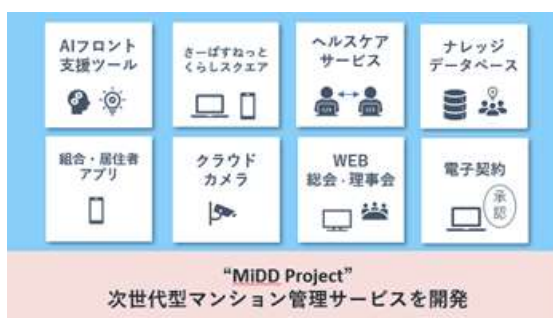 AIフロント
支援ツール
さーぱすねっと
くらしスクエア
ヘルスケア
サービス
ナレッジ
データベース
組合・居住者
アプリ
クラウド
カメラ
WEB
総会・理事会
電子契約
承
認
“MiDD Project”
次世代型マンション管理サービスを開発